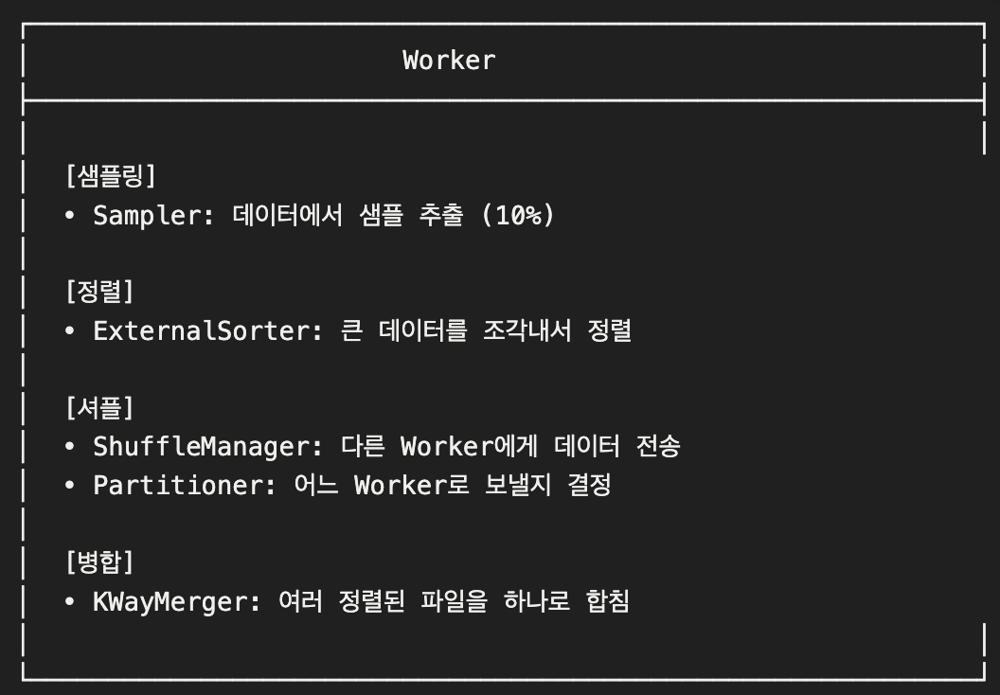 Worker
[샘플링]
• Sampler: 데이터에서 샘플 추출 (10%)
[정렬]
• ExternalSorter: 큰 데이터를 조각내서 정렬
[셔플]
• ShuffleManager: 다른 Worker에게 데이터 전송
• Partitioner: 어느 Worker로 보낼지 결정
[병합]
• KWayMerger: 여러 정렬된 파일을 하나로 합침